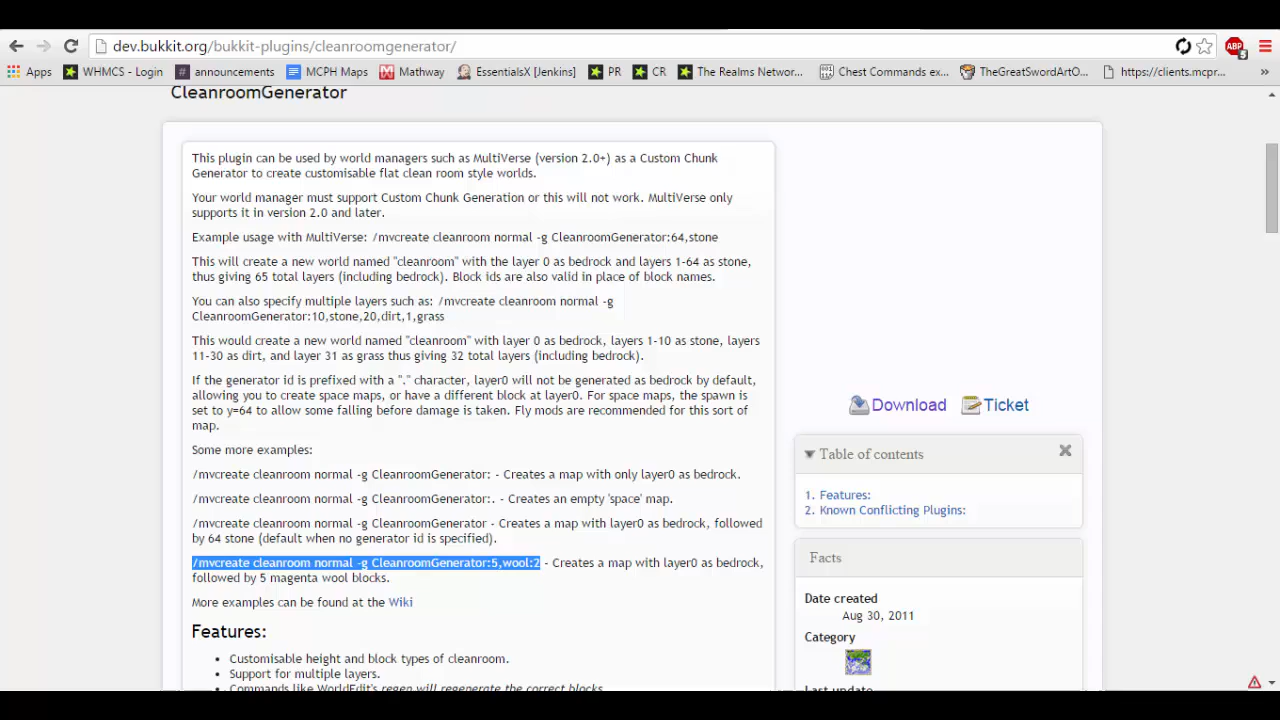 dev.bukkit.org/bukkit-plugins/cleanroomgenerator/
ABP
5
Apps
WHMCS - Login
announcements
MCPH Maps
Mathway
EssentialsX [Jenkins]
PR
CR
The Realms Networ...
Chest Commands ex...
TheGreatSwordArtO...
https://clients.mcpr...
»
CleanroomGenerator
This plugin can be used by world managers such as MultiVerse (version 2.0+) as a Custom Chunk
Generator to create customisable flat clean room style worlds.
Your world manager must support Custom Chunk Generation or this will not work. MultiVerse only
supports it in version 2.0 and later.
Example usage with MultiVerse: /mvcreate cleanroom normal -g CleanroomGenerator:64,stone
This will create a new world named "cleanroom" with the layer 0 as bedrock and layers 1-64 as stone,
thus giving 65 total layers (including bedrock). Block ids are also valid in place of block names.
You can also specify multiple layers such as: /mvcreate cleanroom normal -g
CleanroomGenerator:10,stone,20,dirt,1,grass
This would create a new world named "cleanroom" with layer 0 as bedrock, layers 1-10 as stone, layers
11-30 as dirt, and layer 31 as grass thus giving 32 total layers (including bedrock).
If the generator id is prefixed with a "." character, layer0 will not be generated as bedrock by default,
allowing you to create space maps, or have a different block at layer0. For space maps, the spawn is
set to y=64 to allow some falling before damage is taken. Fly mods are recommended for this sort of
map.
Some more examples:
/mvcreate cleanroom normal -g CleanroomGenerator: - Creates a map with only layer0 as bedrock.
/mvcreate cleanroom normal -g CleanroomGenerator:. - Creates an empty 'space' map.
/mvcreate cleanroom normal -g CleanroomGenerator - Creates a map with layer0 as bedrock, followed
by 64 stone (default when no generator id is specified).
/mvcreate cleanroom normal -g CleanroomGenerator:5,wool:2 - Creates a map with layer0 as bedrock,
followed by 5 magenta wool blocks.
More examples can be found at the Wiki
Features:
• Customisable height and block types of cleanroom.
• Support for multiple layers.
• Commands like WorldEdit's regen will regenerate the correct blocks
Download
Ticket
Table of contents
1. Features:
2. Known Conflicting Plugins:
Facts
Date created
Aug 30, 2011
Category
Last update